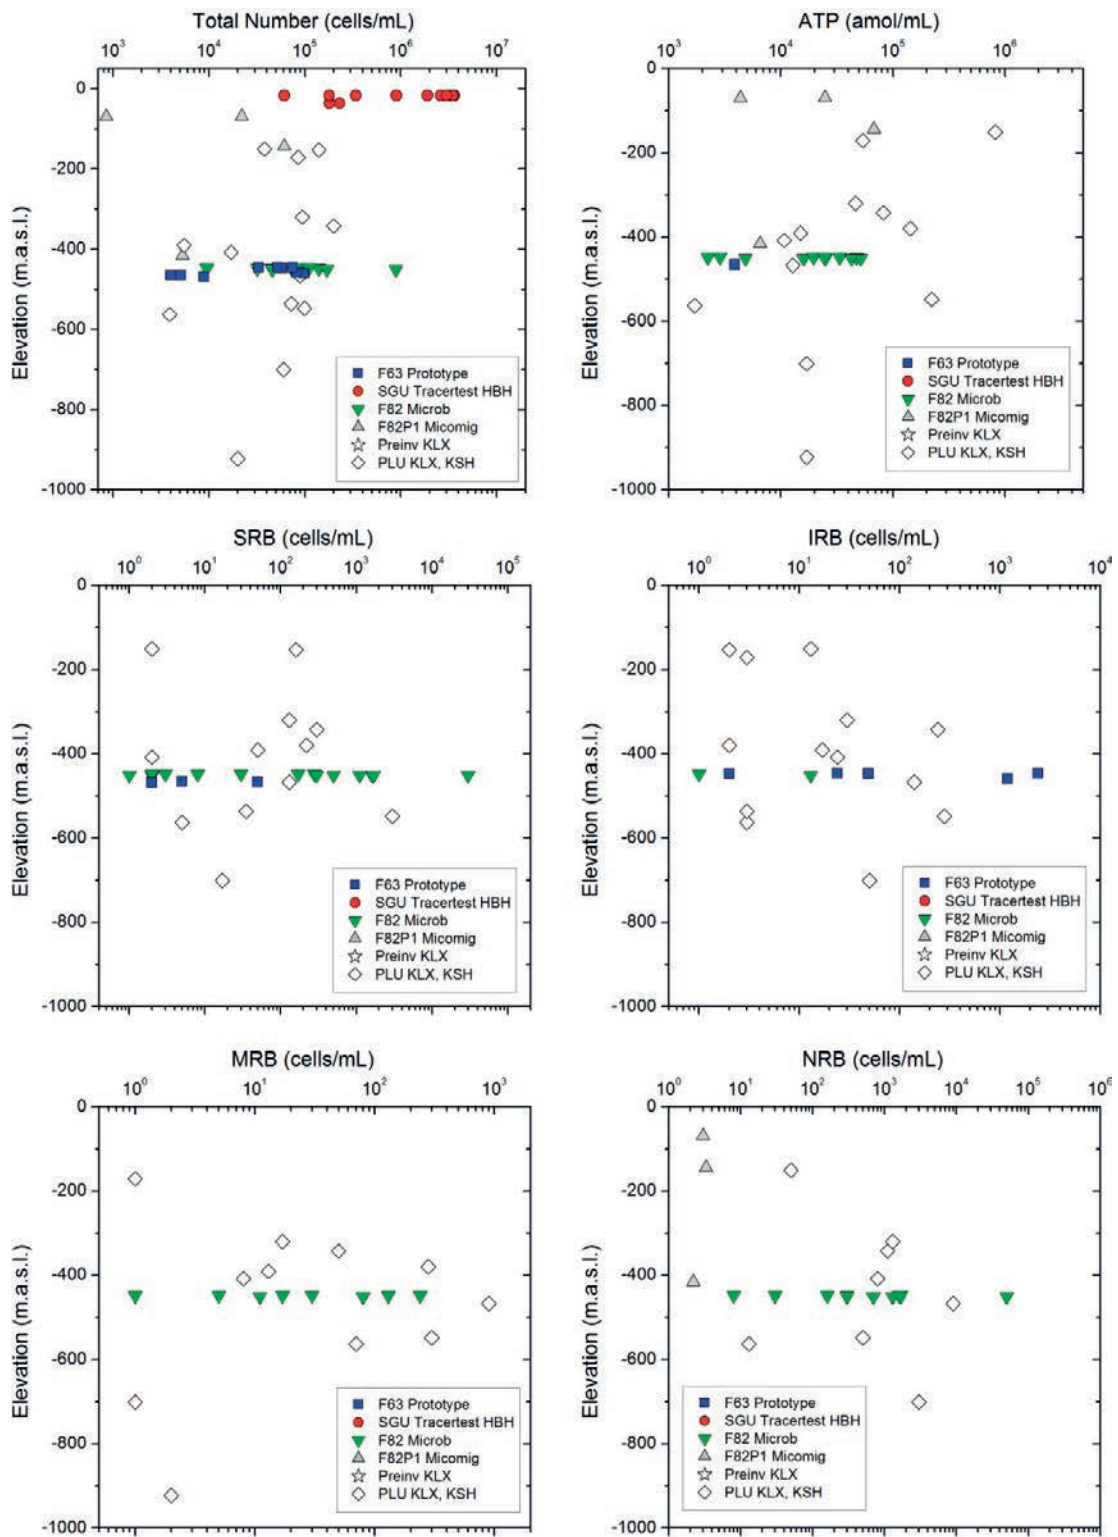 Total Number (cells/mL)
10³ 10⁴ 10⁵ 10⁶ 10⁷
0
-200
-400
-600
-800
-1000
Elevation (m.a.s.l.)
F63 Prototype
SGU Tracertest HBH
F82 Microb
F82P1 Micomig
Preinv KLX
PLU KLX, KSH
ATP (amol/mL)
10³ 10⁴ 10⁵ 10⁶
0
-200
-400
-600
-800
-1000
Elevation (m.a.s.l.)
F63 Prototype
SGU Tracertest HBH
F82 Microb
F82P1 Micomig
Preinv KLX
PLU KLX, KSH
SRB (cells/mL)
10⁰ 10¹ 10² 10³ 10⁴ 10⁵
0
-200
-400
-600
-800
-1000
Elevation (m.a.s.l.)
F63 Prototype
SGU Tracertest HBH
F82 Microb
F82P1 Micomig
Preinv KLX
PLU KLX, KSH
IRB (cells/mL)
10⁰ 10¹ 10² 10³ 10⁴
0
-200
-400
-600
-800
-1000
Elevation (m.a.s.l.)
F63 Prototype
SGU Tracertest HBH
F82 Microb
F82P1 Micomig
Preinv KLX
PLU KLX, KSH
MRB (cells/mL)
10⁰ 10¹ 10² 10³
0
-200
-400
-600
-800
-1000
Elevation (m.a.s.l.)
F63 Prototype
SGU Tracertest HBH
F82 Microb
F82P1 Micomig
Preinv KLX
PLU KLX, KSH
NRB (cells/mL)
10² 10¹ 10² 10³ 10⁴ 10⁵ 10⁶
0
-200
-400
-600
-800
-1000
Elevation (m.a.s.l.)
F63 Prototype
SGU Tracertest HBH
F82 Microb
F82P1 Micomig
Preinv KLX
PLU KLX, KSH